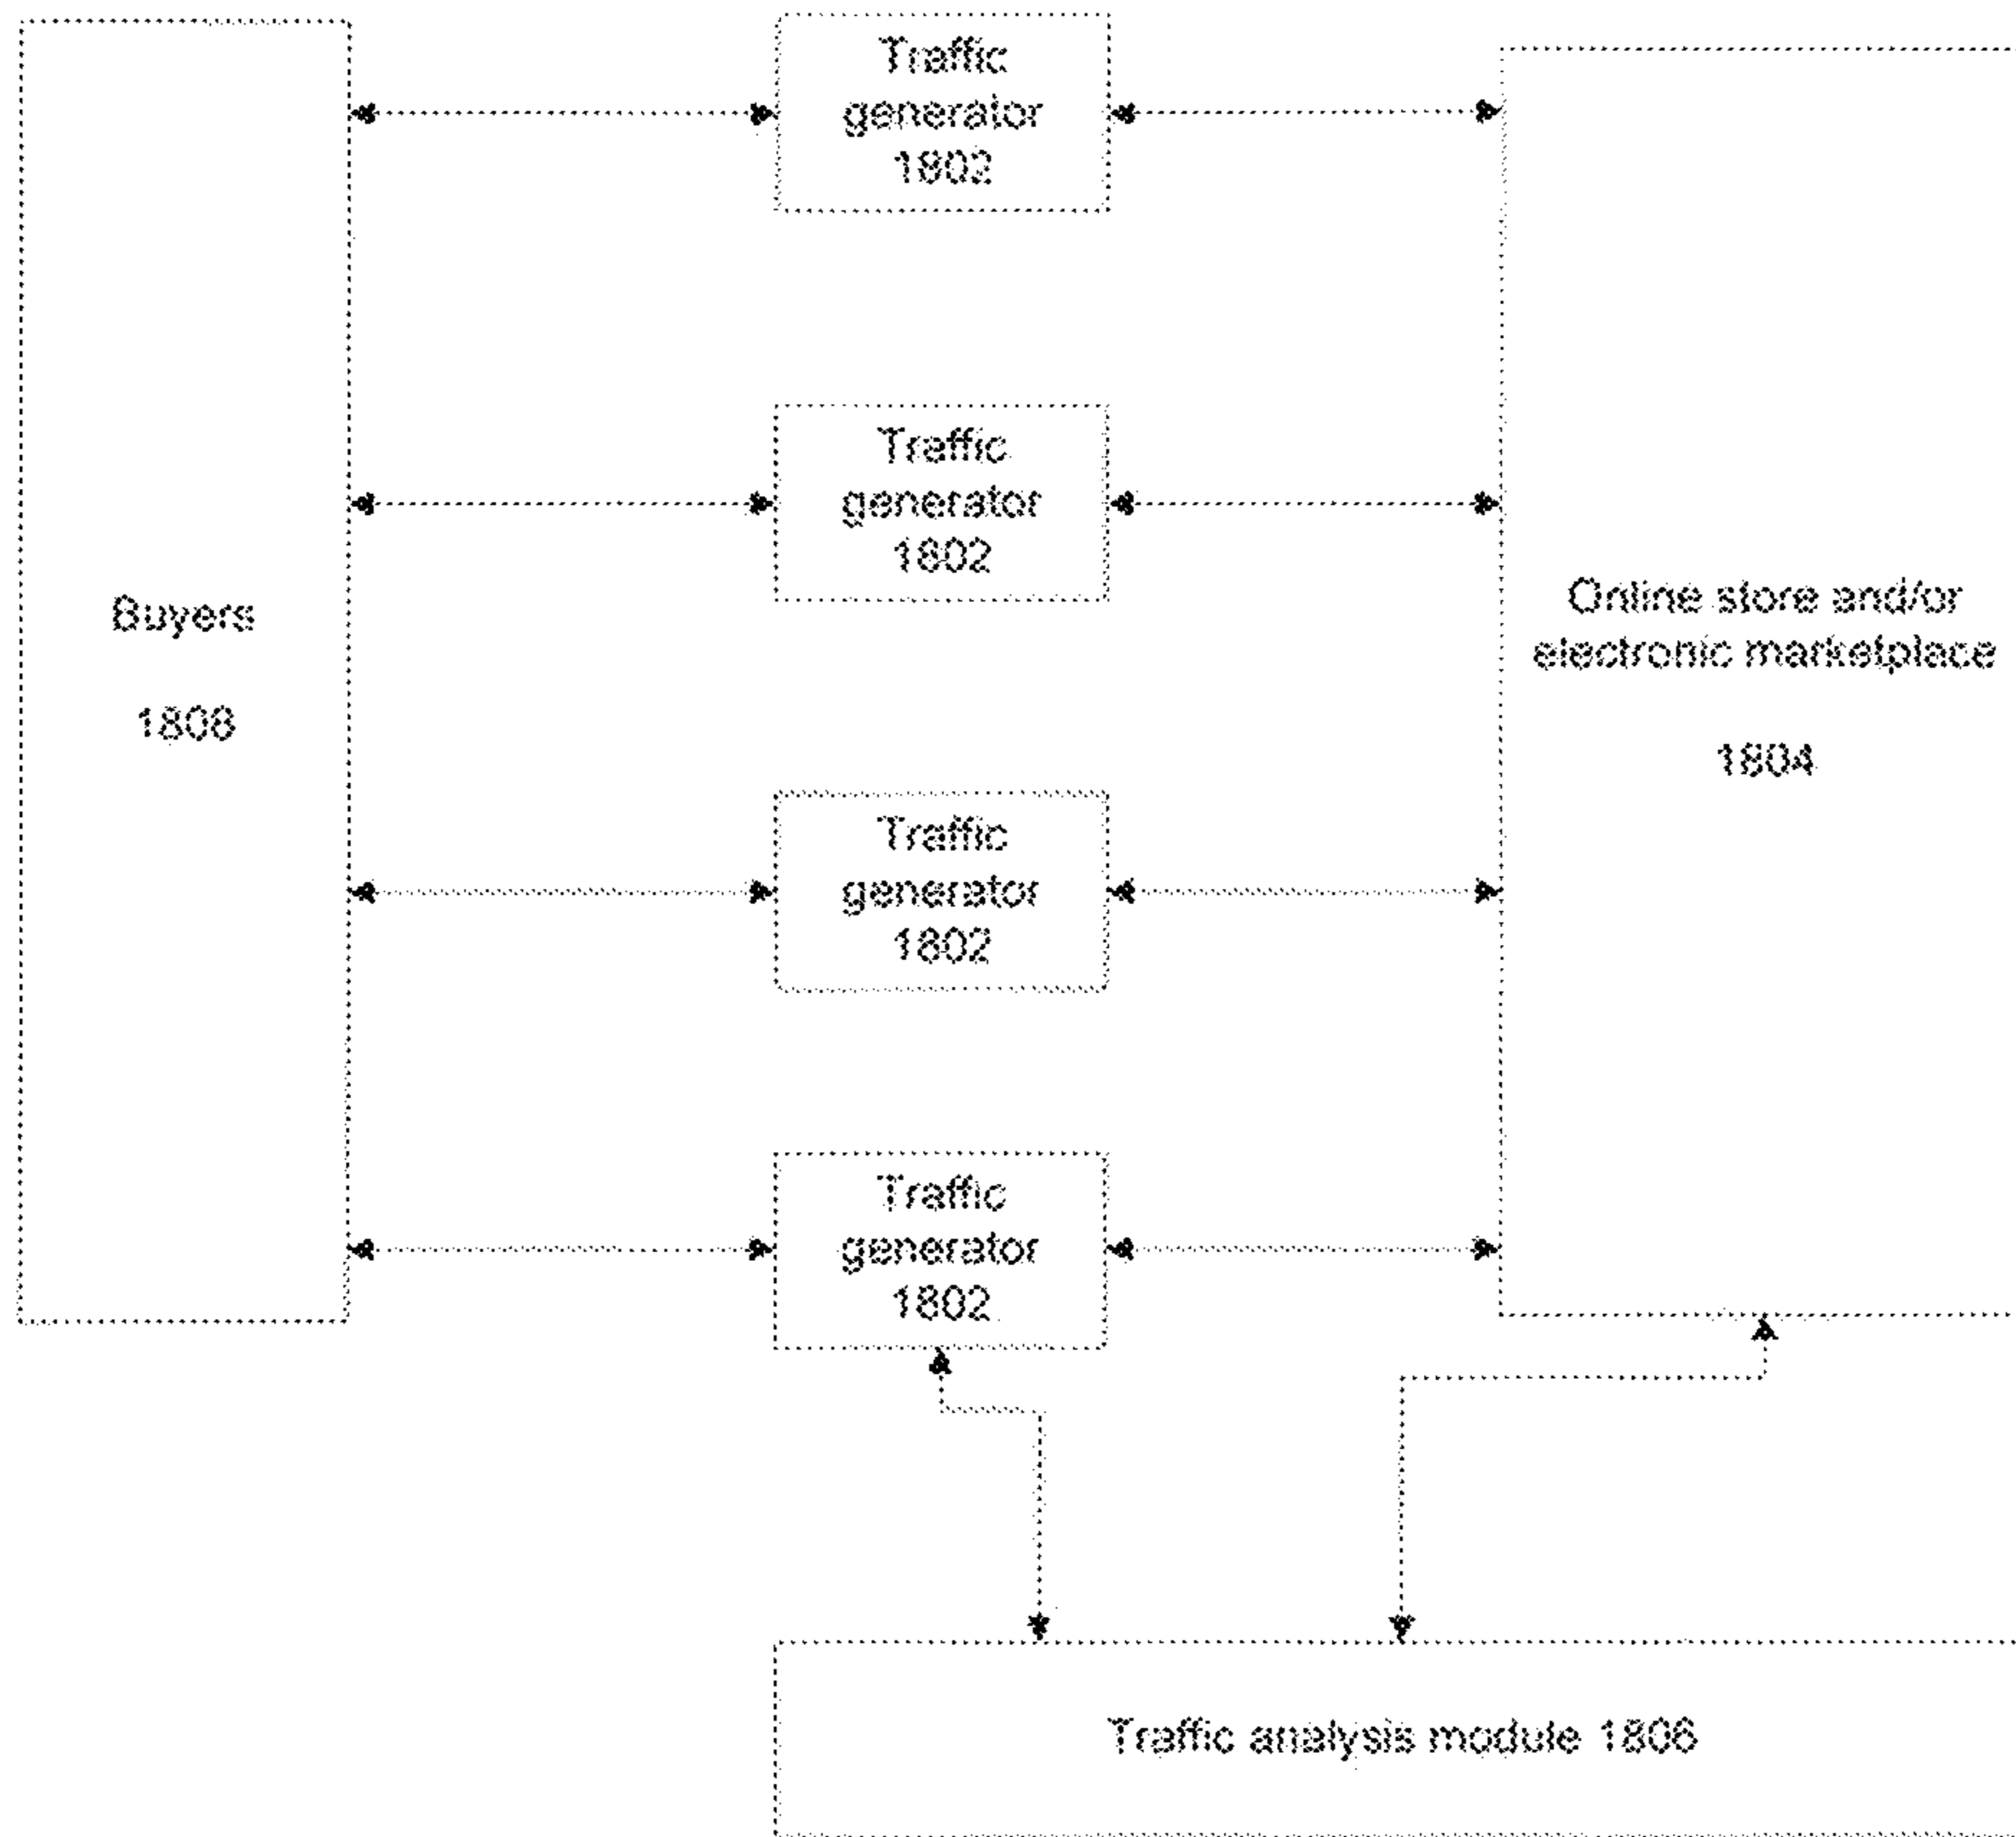 Traffic
generator
1802
Traffic
generator
1802
Buyers
1808
Online store and/or
electronic marketplace
1804
Traffic
generator
1802
Traffic
generator
1802
Traffic analysis module 1806